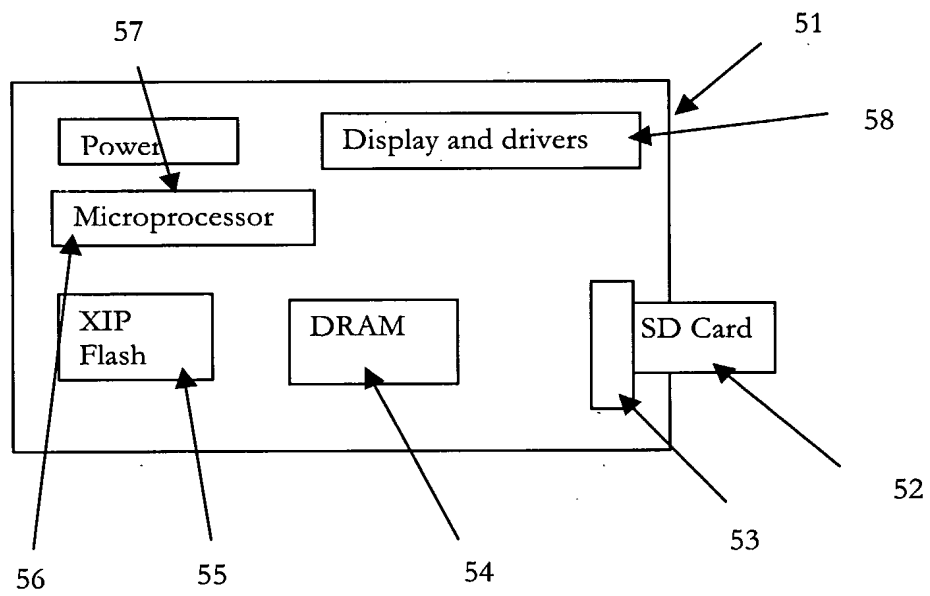 57
51
58
Power
Display and drivers
Microprocessor
XIP
Flash
DRAM
SD Card
52
53
56
55
54